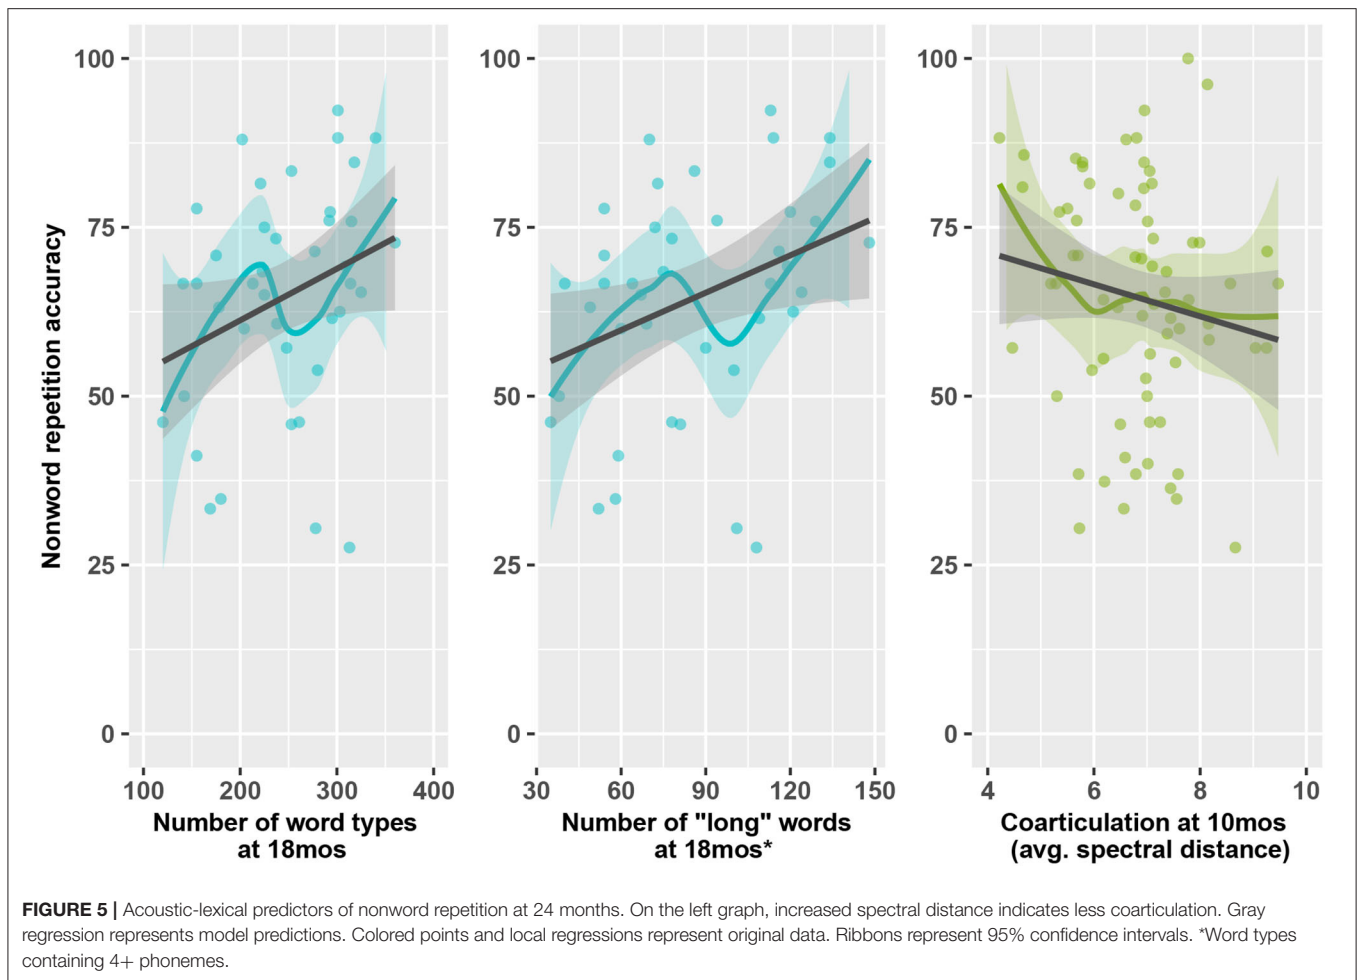 100
75
50
25
0
100
75
50
25
0
100
75
50
25
0
Nonword repetition accuracy
100 200 300 400
30 60 90 120 150
4 6 8 10
Number of word types
at 18mos
Number of "long" words
at 18mos*
Coarticulation at 10mos
(avg. spectral distance)
FIGURE 5 | Acoustic-lexical predictors of nonword repetition at 24 months. On the left graph, increased spectral distance indicates less coarticulation. Gray
regression represents model predictions. Colored points and local regressions represent original data. Ribbons represent 95% confidence intervals. *Word types
containing 4+ phonemes.